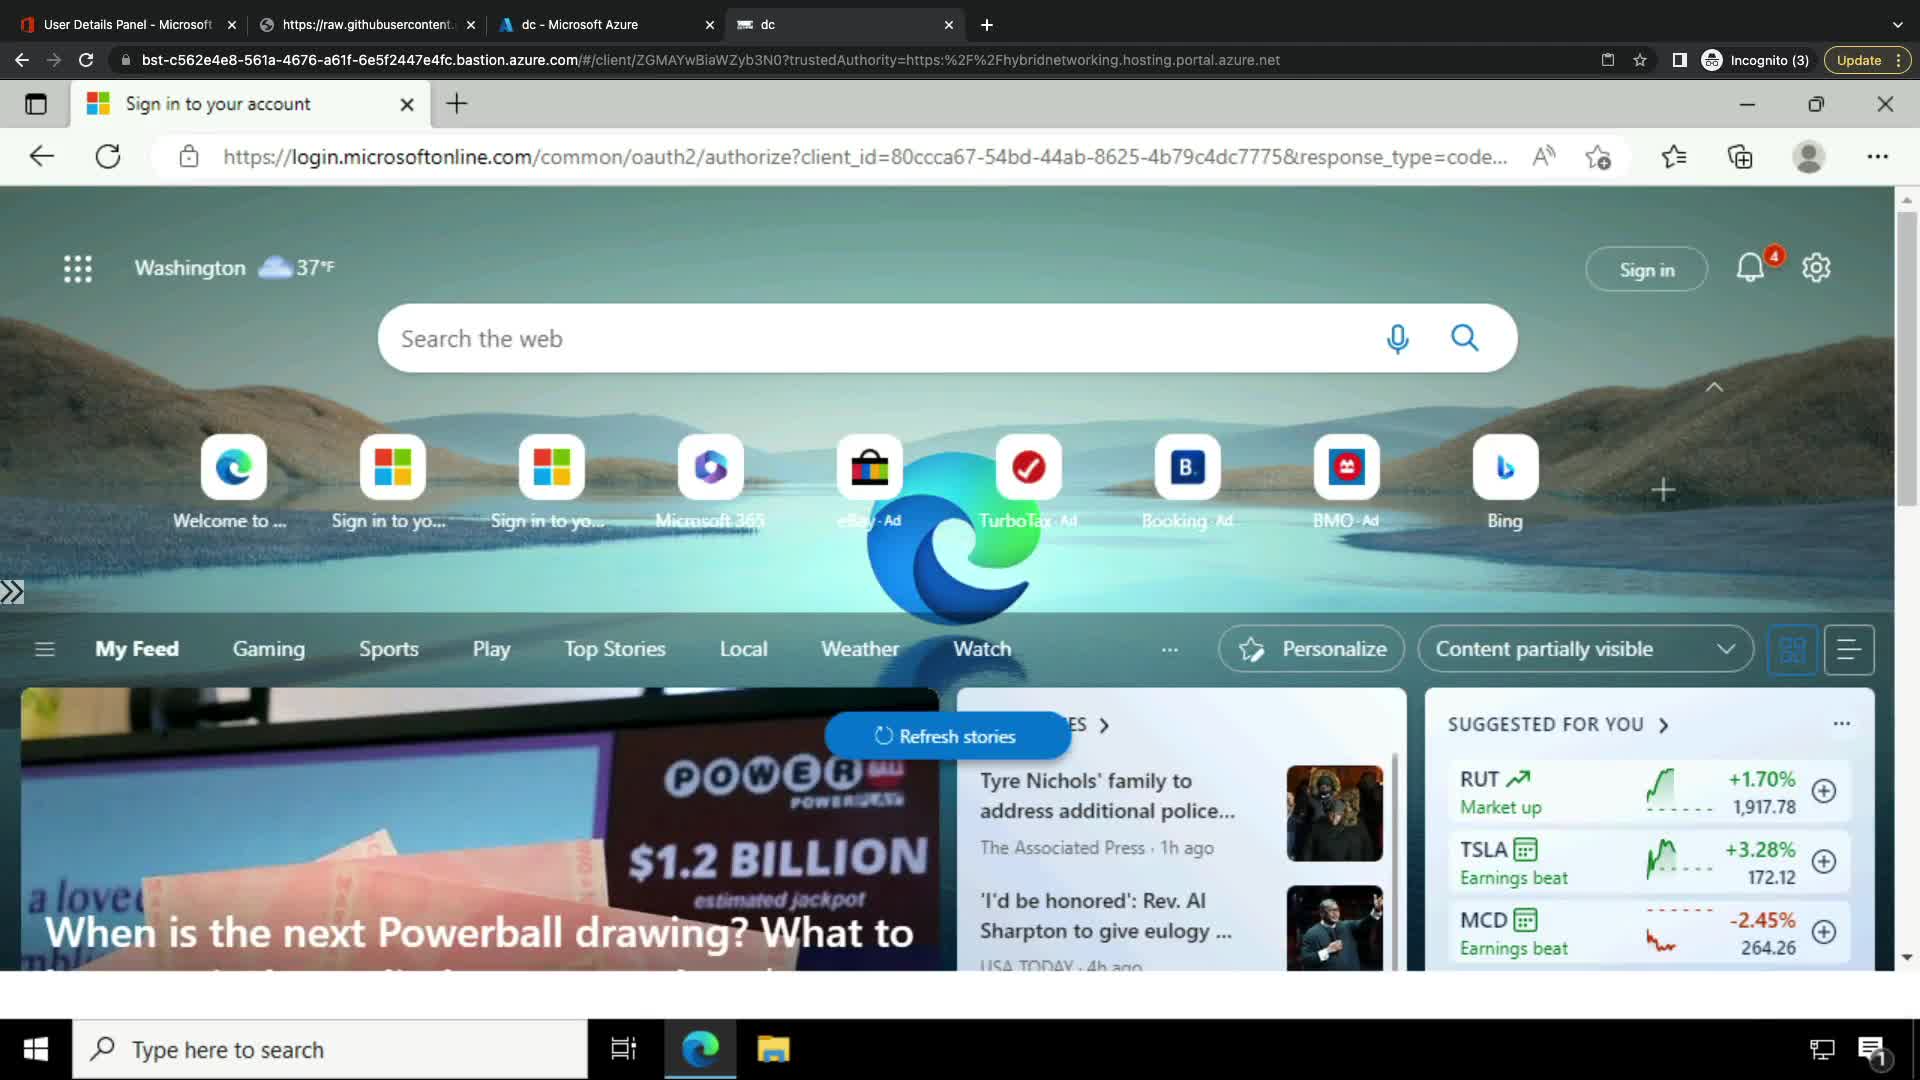 User Details Panel - Microsoft
https://raw.githubusercontent.
dc - Microsoft Azure
dc
bst-c562e4e8-561a-4676-a61f-6e5f2447e4fc.bastion.azure.com/#/client/ZGMAYwBiaWZyb3N0?trustedAuthority=https:%2F%2Fhybridnetworking.hosting.portal.azure.net
Incognito (3)
Update
Sign in to your account
https://login.microsoftonline.com/common/oauth2/authorize?client_id=80ccca67-54bd-44ab-8625-4b79c4dc7775&response_type=code...
Washington 37°F
Sign in
4
Search the web
Welcome to ...
Sign in to yo...
Sign in to yo...
Microsoft 365
eBay · Ad
TurboTax · Ad
B.
Booking · Ad
BMO · Ad
Bing
My Feed
Gaming
Sports
Play
Top Stories
Local
Weather
Watch
...
Personalize
Content partially visible
Refresh stories
ES
SUGGESTED FOR YOU
POWERBALL
POWERPLAY
$1.2 BILLION
estimated jackpot
a loved
When is the next Powerball drawing? What to
Tyre Nichols' family to
address additional police...
The Associated Press · 1h ago
'I'd be honored': Rev. Al
Sharpton to give eulogy ...
USA TODAY · 4h ago
RUT
Market up
+1.70%
1,917.78
TSLA
Earnings beat
+3.28%
172.12
MCD
Earnings beat
-2.45%
264.26
Type here to search
1